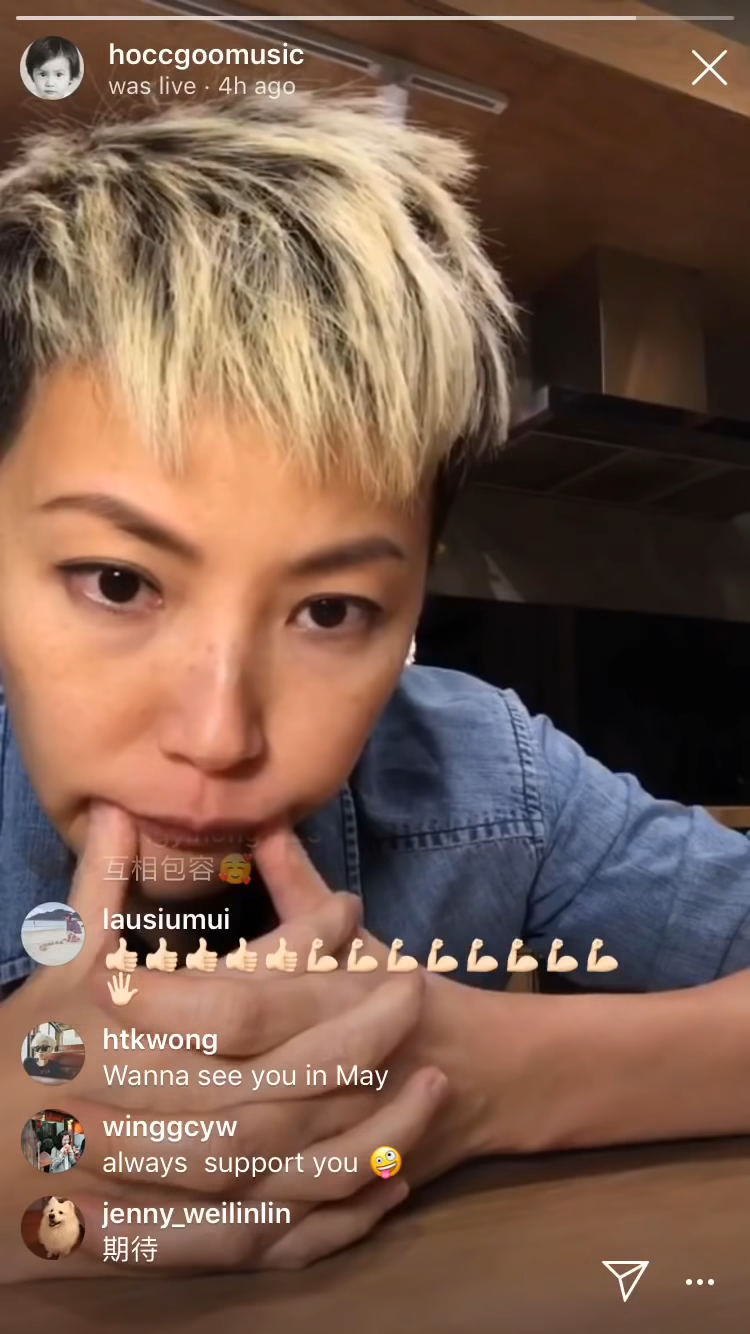 hoccgoomusic
was live · 4h ago
互相包容🥰
lausiumui
👍🏻👍🏻👍🏻👍🏻👍🏻💪🏻💪🏻💪🏻💪🏻💪🏻💪🏻💪🏻💪🏻
🖐🏻
htkwong
Wanna see you in May
winggcyw
always  support you 🤪
jenny_weilinlin
期待